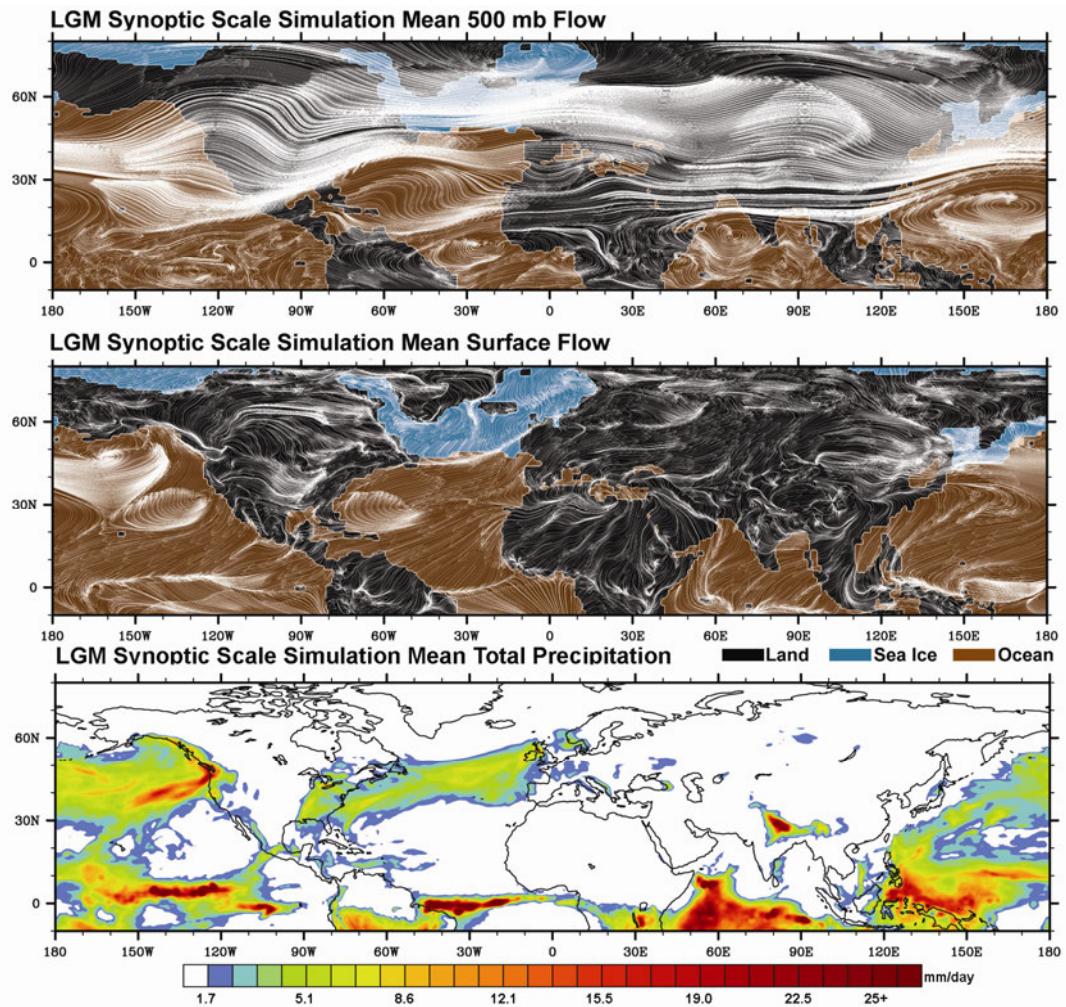 LGM Synoptic Scale Simulation Mean 500 mb Flow
60N
30N
0
180 150W 120W 90W 60W 30W 0 30E 60E 90E 120E 150E 180
LGM Synoptic Scale Simulation Mean Surface Flow
60N
30N
0
180 150W 120W 90W 60W 30W 0 30E 60E 90E 120E 150E 180
LGM Synoptic Scale Simulation Mean Total Precipitation Land Sea Ice Ocean
60N
30N
0
180 150W 120W 90W 60W 30W 0 30E 60E 90E 120E 150E 180
mm/day
1.7 5.1 8.6 12.1 15.5 19.0 22.5 25+